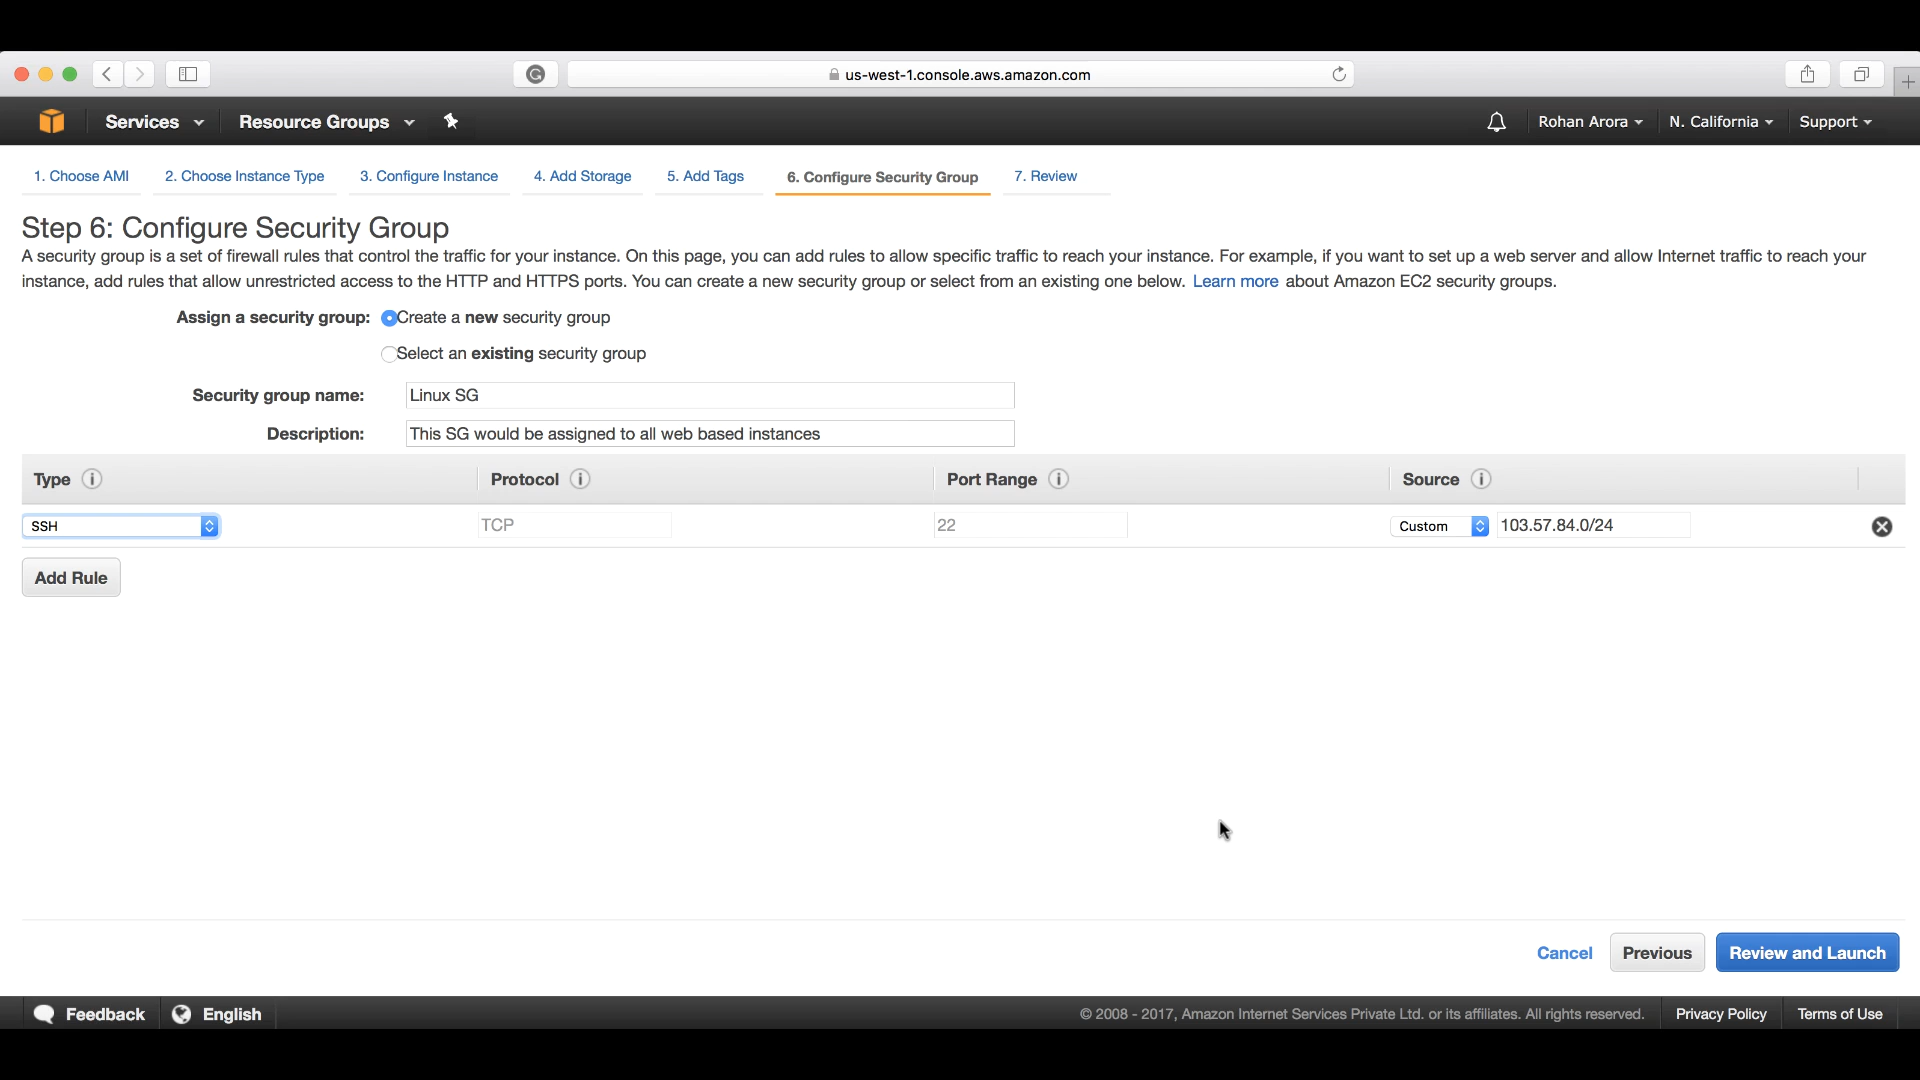 us-west-1.console.aws.amazon.com
Services Resource Groups Rohan Arora N. California Support
1. Choose AMI 2. Choose Instance Type 3. Configure Instance 4. Add Storage 5. Add Tags 6. Configure Security Group 7. Review
Step 6: Configure Security Group
A security group is a set of firewall rules that control the traffic for your instance. On this page, you can add rules to allow specific traffic to reach your instance. For example, if you want to set up a web server and allow Internet traffic to reach your
instance, add rules that allow unrestricted access to the HTTP and HTTPS ports. You can create a new security group or select from an existing one below. Learn more about Amazon EC2 security groups.
Assign a security group: Create a new security group
Select an existing security group
Security group name: Linux SG
Description: This SG would be assigned to all web based instances
Type i Protocol i Port Range i Source i
SSH TCP 22 Custom 103.57.84.0/24
Add Rule
Cancel Previous Review and Launch
Feedback English © 2008 - 2017, Amazon Internet Services Private Ltd. or its affiliates. All rights reserved. Privacy Policy Terms of Use